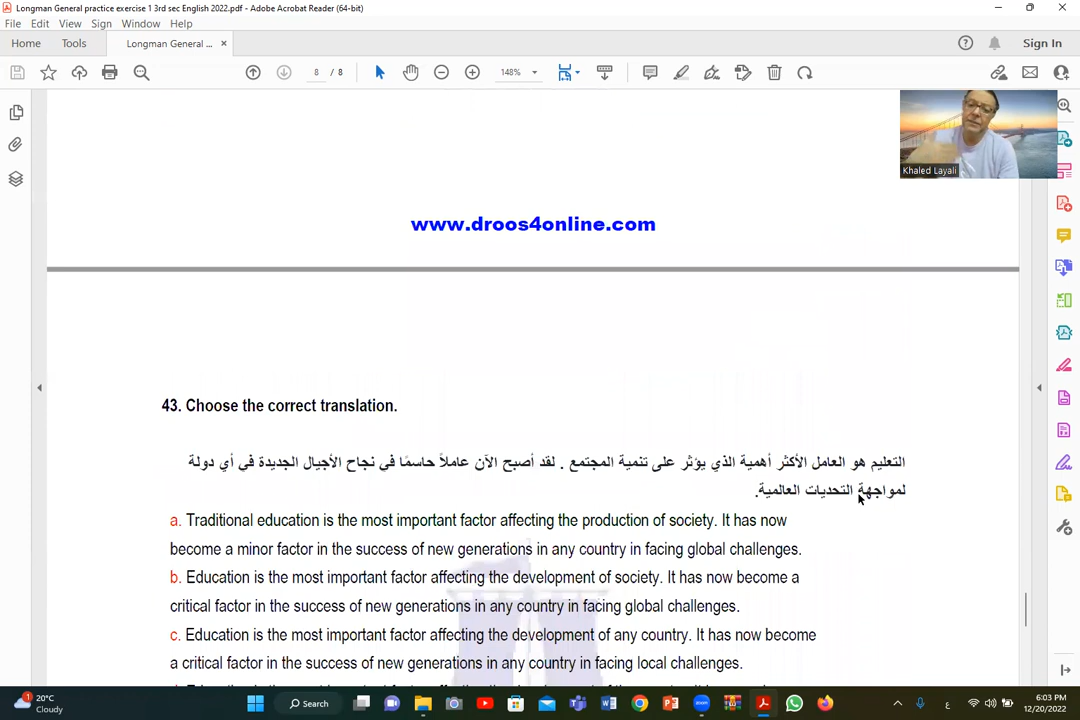 Longman General practice exercise 1 3rd sec English 2022.pdf - Adobe Acrobat Reader (64-bit)
File Edit View Sign Window Help
Home Tools Longman General ... × Sign In
8 / 8 148%
Khaled Layali
www.droos4online.com
43. Choose the correct translation.
التعليم هو العامل الأكثر أهمية الذي يؤثر على تنمية المجتمع . لقد أصبح الآن عاملاً حاسمًا في نجاح الأجيال الجديدة في أي دولة
لمواجهة التحديات العالمية.
a. Traditional education is the most important factor affecting the production of society. It has now
become a minor factor in the success of new generations in any country in facing global challenges.
b. Education is the most important factor affecting the development of society. It has now become a
critical factor in the success of new generations in any country in facing global challenges.
c. Education is the most important factor affecting the development of any country. It has now become
a critical factor in the success of new generations in any country in facing local challenges.
20°C
Cloudy
Search
ع
6:03 PM
12/20/2022